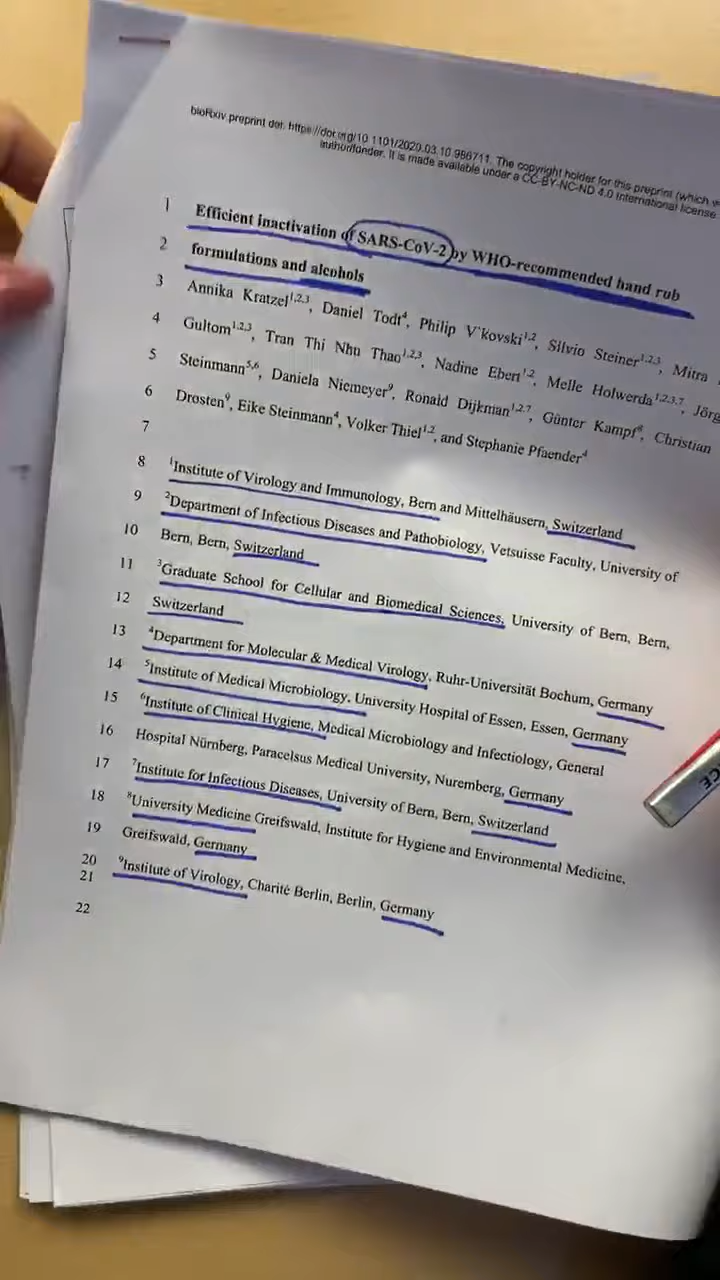 bioRxiv preprint doi: https://doi.org/10.1101/2020.03.10.986711. The copyright holder for this preprint (which w
author/funder. It is made available under a CC-BY-NC-ND 4.0 International license
1 Efficient inactivation of SARS-CoV-2 by WHO-recommended hand rub
2 formulations and alcohols
3 Annika Kratzel1,2,3, Daniel Todt4, Philip V'kovski1,2, Silvio Steiner1,2,3, Mitra
4 Gultom1,2,3, Tran Thi Nhu Thao1,2,3, Nadine Ebert1,2, Melle Holwerda1,2,3,7, Jörg
5 Steinmann5,6, Daniela Niemeyer9, Ronald Dijkman1,2,7, Günter Kampf8, Christian
6 Drosten9, Eike Steinmann4, Volker Thiel1,2, and Stephanie Pfaender4
7
8 1Institute of Virology and Immunology, Bern and Mittelhäusern, Switzerland
9 2Department of Infectious Diseases and Pathobiology, Vetsuisse Faculty, University of
10 Bern, Bern, Switzerland
11 3Graduate School for Cellular and Biomedical Sciences, University of Bern, Bern,
12 Switzerland
13 4Department for Molecular & Medical Virology, Ruhr-Universität Bochum, Germany
14 5Institute of Medical Microbiology, University Hospital of Essen, Essen, Germany
15 6Institute of Clinical Hygiene, Medical Microbiology and Infectiology, General
16 Hospital Nürnberg, Paracelsus Medical University, Nuremberg, Germany
17 7Institute for Infectious Diseases, University of Bern, Bern, Switzerland
18 8University Medicine Greifswald, Institute for Hygiene and Environmental Medicine,
19 Greifswald, Germany
20
21 9Institute of Virology, Charité Berlin, Berlin, Germany
22